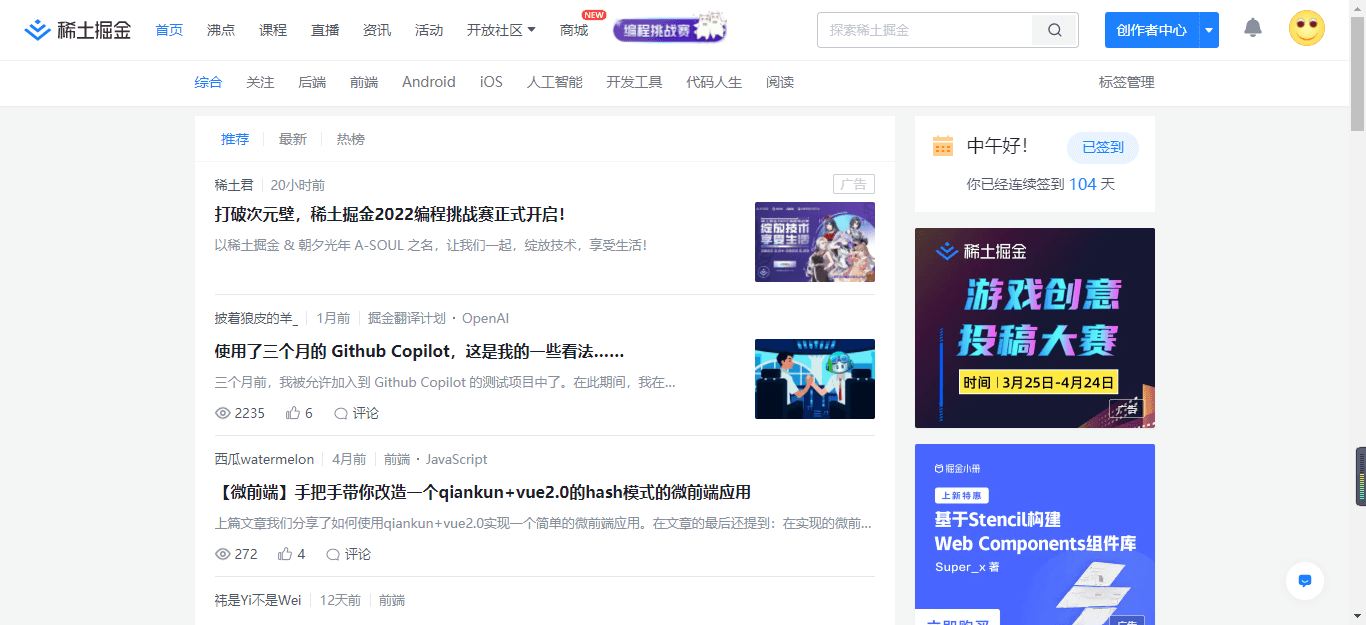 稀土掘金 首页 沸点 课程 直播 资讯 活动 开放社区 商城 NEW 编程挑战赛 探索稀土掘金 创作者中心
综合 关注 后端 前端 Android iOS 人工智能 开发工具 代码人生 阅读 标签管理
推荐 最新 热榜
稀土君 20小时前 广告
打破次元壁，稀土掘金2022编程挑战赛正式开启！
以稀土掘金 & 朝夕光年 A-SOUL 之名，让我们一起，绽放技术，享受生活！
绽放技术
享受生活
披着狼皮的羊_ 1月前 掘金翻译计划 · OpenAI
使用了三个月的 Github Copilot，这是我的一些看法……
三个月前，我被允许加入到 Github Copilot 的测试项目中了。在此期间，我在...
2235 6 评论
西瓜watermelon 4月前 前端 · JavaScript
【微前端】手把手带你改造一个qiankun+vue2.0的hash模式的微前端应用
上篇文章我们分享了如何使用qiankun+vue2.0实现一个简单的微前端应用。在文章的最后还提到：在实现的微前...
272 4 评论
祎是Yi不是Wei 12天前 前端
中午好！ 已签到
你已经连续签到 104 天
稀土掘金
游戏创意
投稿大赛
时间 | 3月25日-4月24日
广告
掘金小册
上新特惠
基于Stencil构建
Web Components组件库
Super_x 著
立即购买
广告